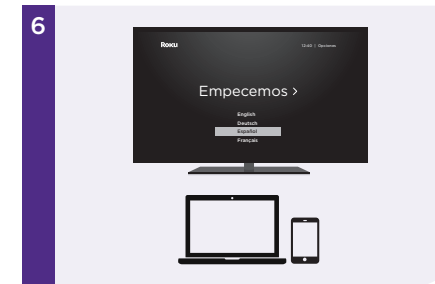 6
Roku
12:40 | Opciones
Empecemos >
English
Deutsch
Español
Français